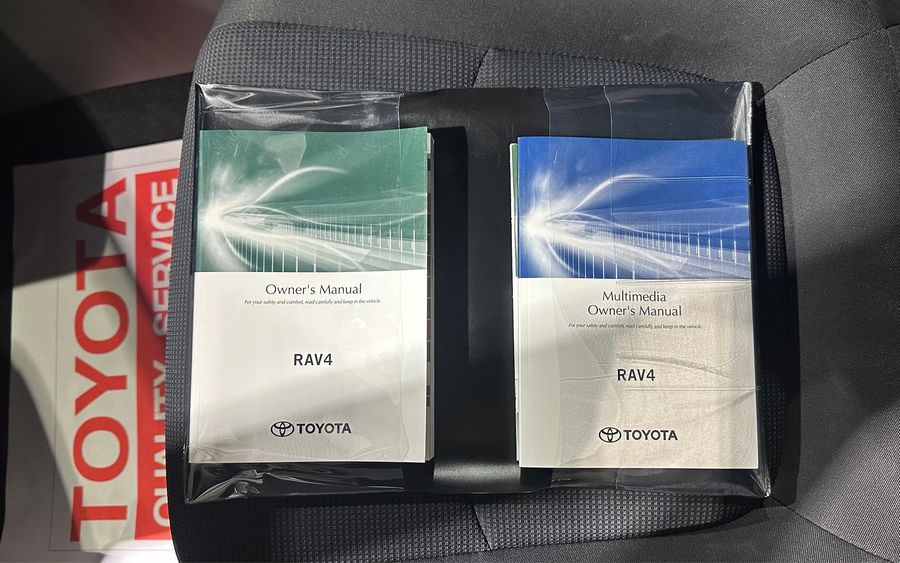 TOYOTA
QUALITY SERVICE
Owner's Manual
For your safety and comfort, read carefully and keep in the vehicle.
RAV4
TOYOTA
Multimedia
Owner's Manual
For your safety and comfort, read carefully and keep in the vehicle.
RAV4
TOYOTA